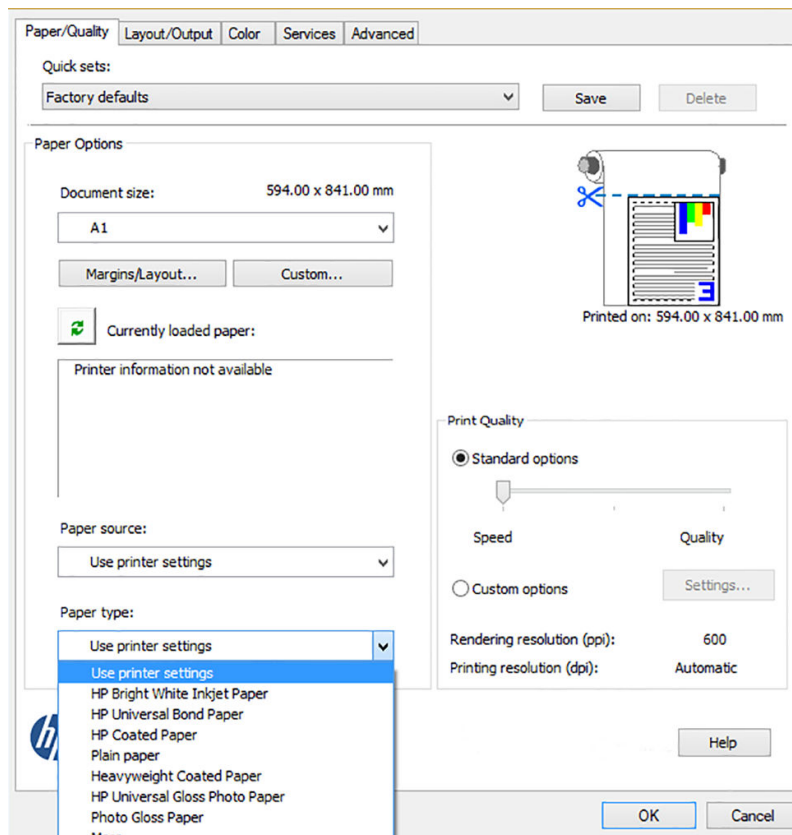 Paper/Quality Layout/Output Color Services Advanced
Quick sets:
Factory defaults Save Delete
Paper Options
Document size: 594.00 x 841.00 mm
A1
Margins/Layout... Custom...
Currently loaded paper:
Printer information not available
Printed on: 594.00 x 841.00 mm
Print Quality
Standard options
Speed Quality
Custom options Settings...
Rendering resolution (ppi): 600
Printing resolution (dpi): Automatic
Paper source:
Use printer settings
Paper type:
Use printer settings
Use printer settings
HP Bright White Inkjet Paper
HP Universal Bond Paper
HP Coated Paper
Plain paper
Heavyweight Coated Paper
HP Universal Gloss Photo Paper
Photo Gloss Paper
hp
Help
OK Cancel